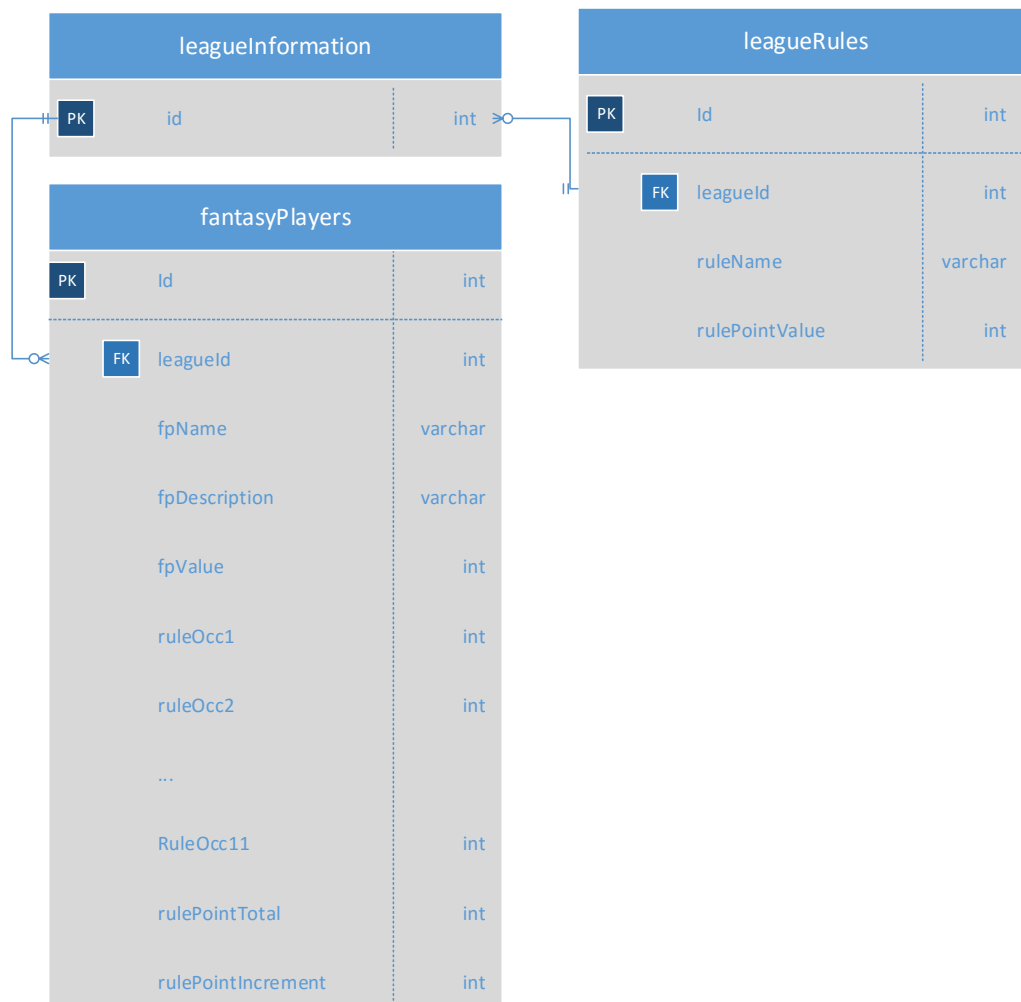 leagueInformation
PK id int
fantasyPlayers
PK Id int
FK leagueId int
fpName varchar
fpDescription varchar
fpValue int
ruleOcc1 int
ruleOcc2 int
...
RuleOcc11 int
rulePointTotal int
rulePointIncrement int
leagueRules
PK Id int
FK leagueId int
ruleName varchar
rulePointValue int